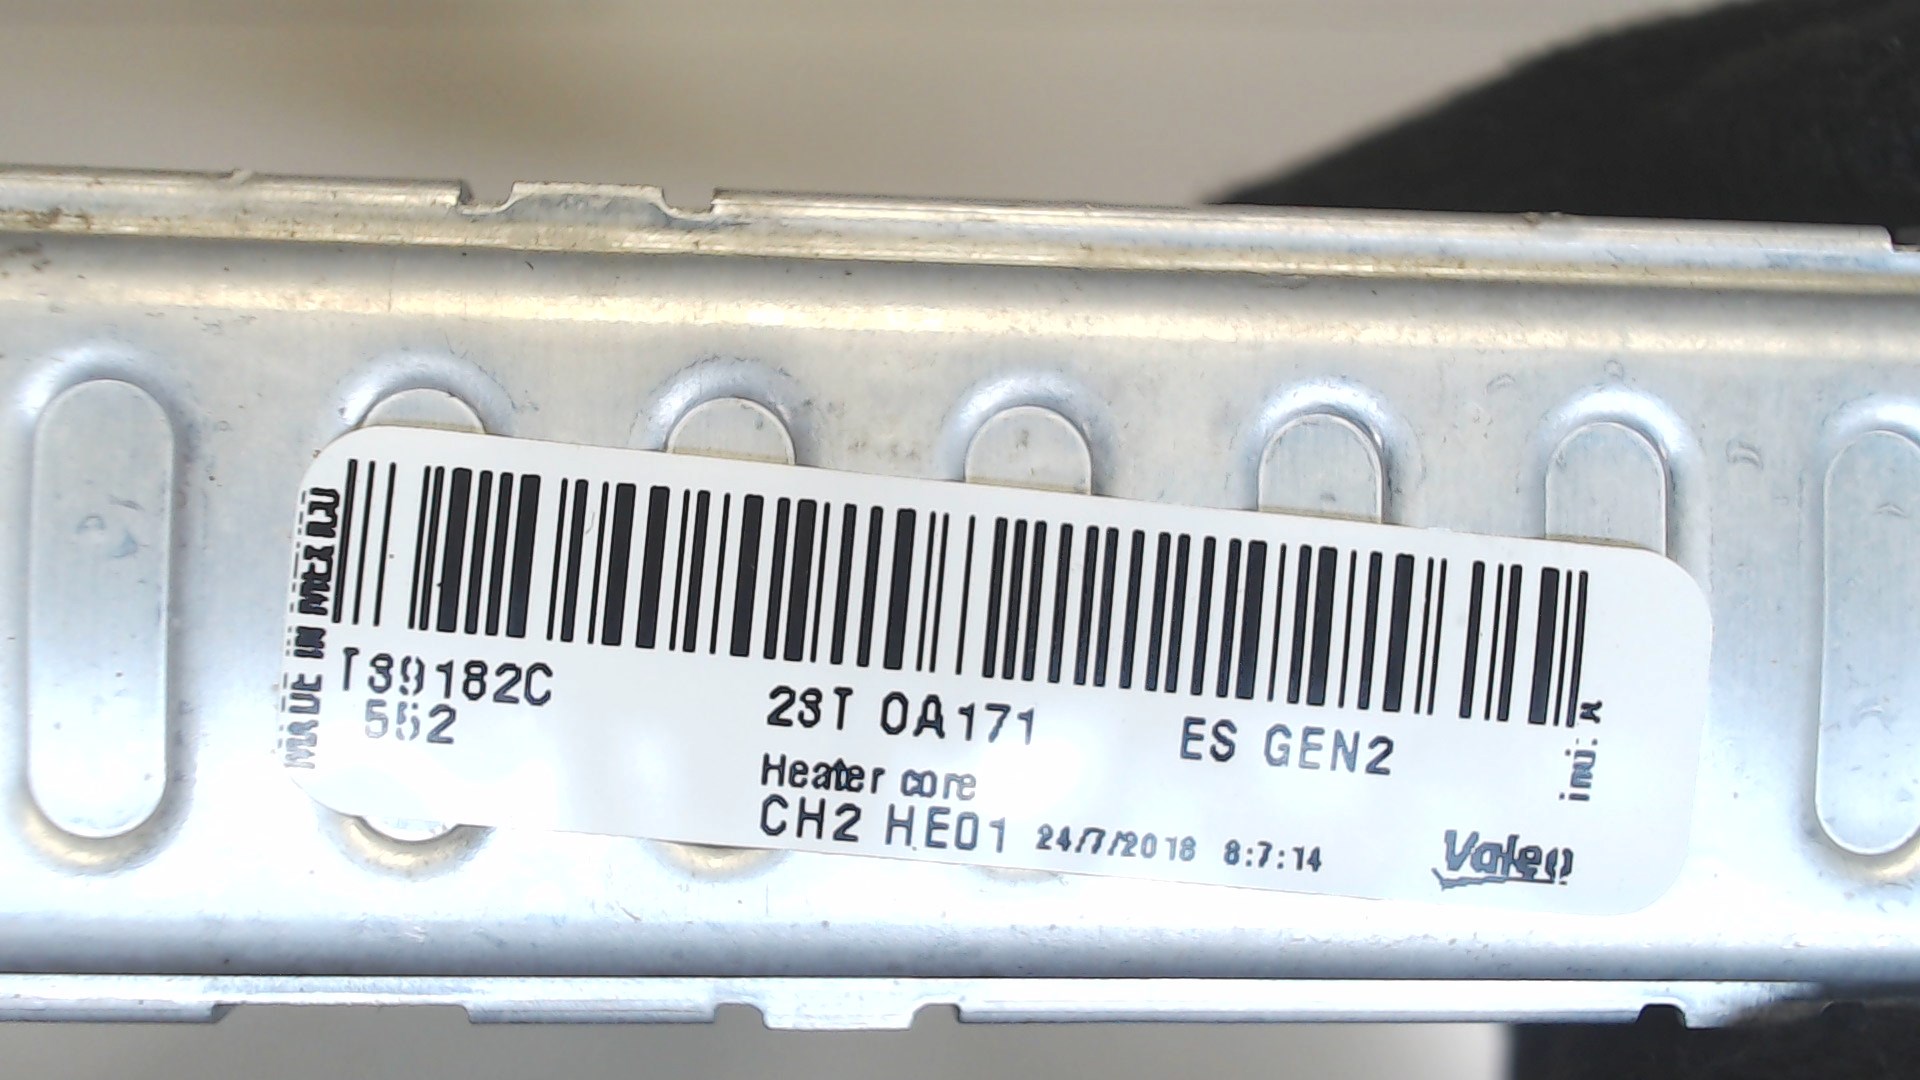 MADE IN MEXICO
T39182C
552
23T 0A171
ES GEN2
Heater core
CH2 HE01 24/7/2018 8:7:14
Valeo